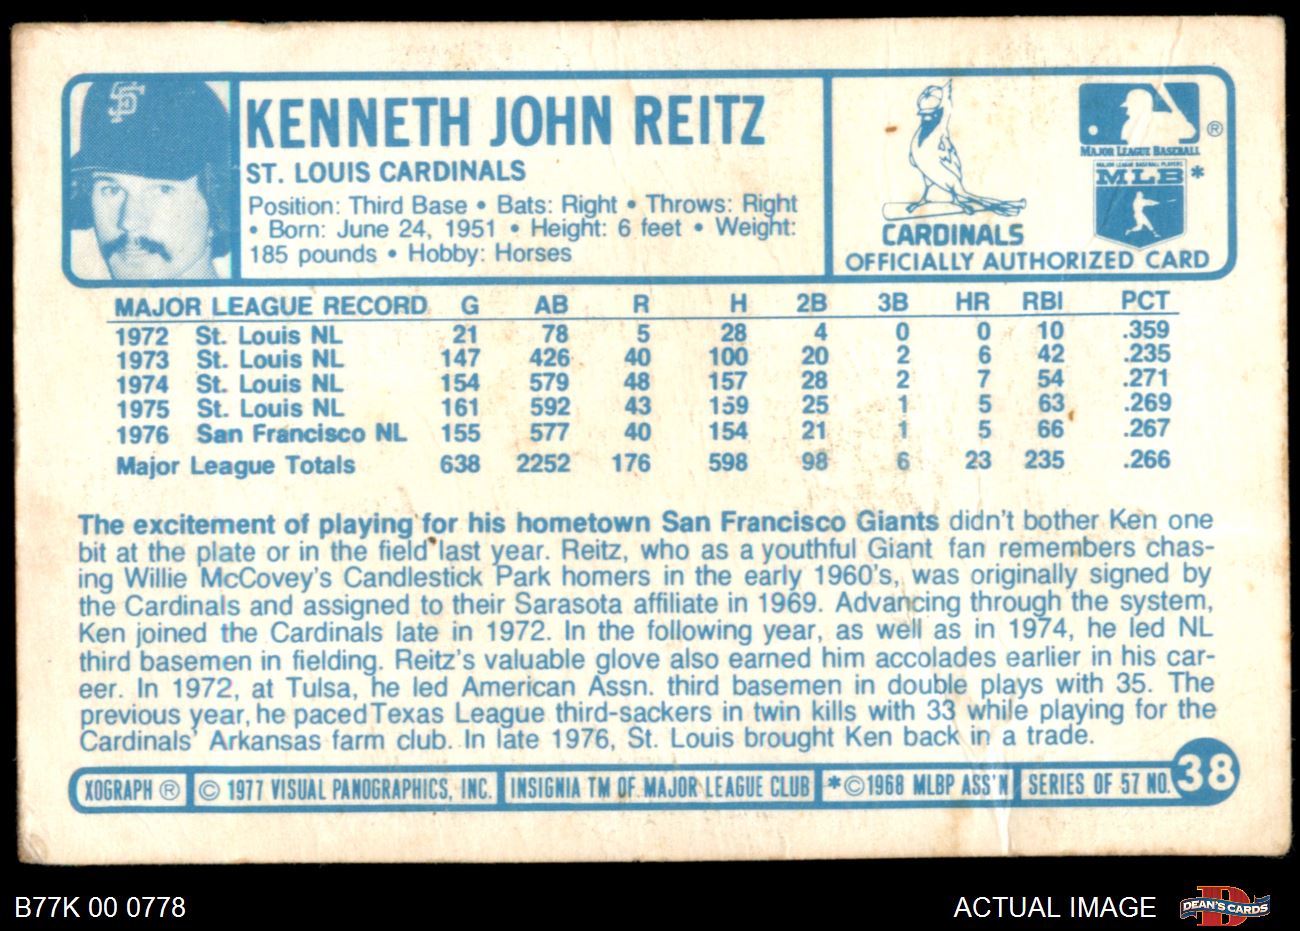 SF
KENNETH JOHN REITZ
ST. LOUIS CARDINALS
Position: Third Base • Bats: Right • Throws: Right
• Born: June 24, 1951 • Height: 6 feet • Weight:
185 pounds • Hobby: Horses
CARDINALS
MAJOR LEAGUE BASEBALL ®
MAJOR LEAGUE BASEBALL PLAYERS
MLB *
OFFICIALLY AUTHORIZED CARD
MAJOR LEAGUE RECORD G AB R H 2B 3B HR RBI PCT
1972 St. Louis NL 21 78 5 28 4 0 0 10 .359
1973 St. Louis NL 147 426 40 100 20 2 6 42 .235
1974 St. Louis NL 154 579 48 157 28 2 7 54 .271
1975 St. Louis NL 161 592 43 159 25 1 5 63 .269
1976 San Francisco NL 155 577 40 154 21 1 5 66 .267
Major League Totals 638 2252 176 598 98 6 23 235 .266
The excitement of playing for his hometown San Francisco Giants didn't bother Ken one
bit at the plate or in the field last year. Reitz, who as a youthful Giant fan remembers chas-
ing Willie McCovey's Candlestick Park homers in the early 1960's, was originally signed by
the Cardinals and assigned to their Sarasota affiliate in 1969. Advancing through the system,
Ken joined the Cardinals late in 1972. In the following year, as well as in 1974, he led NL
third basemen in fielding. Reitz's valuable glove also earned him accolades earlier in his car-
eer. In 1972, at Tulsa, he led American Assn. third basemen in double plays with 35. The
previous year, he paced Texas League third-sackers in twin kills with 33 while playing for the
Cardinals' Arkansas farm club. In late 1976, St. Louis brought Ken back in a trade.
XOGRAPH ® © 1977 VISUAL PANOGRAPHICS, INC. INSIGNIA TM OF MAJOR LEAGUE CLUB *©1968 MLBP ASS'N SERIES OF 57 NO. 38
B77K 00 0778
ACTUAL IMAGE
D
DEAN'S CARDS